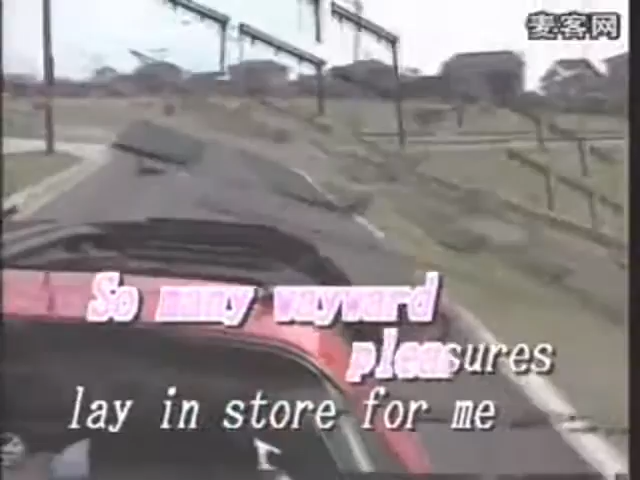 麦客网
So many wayward
pleasures
lay in store for me